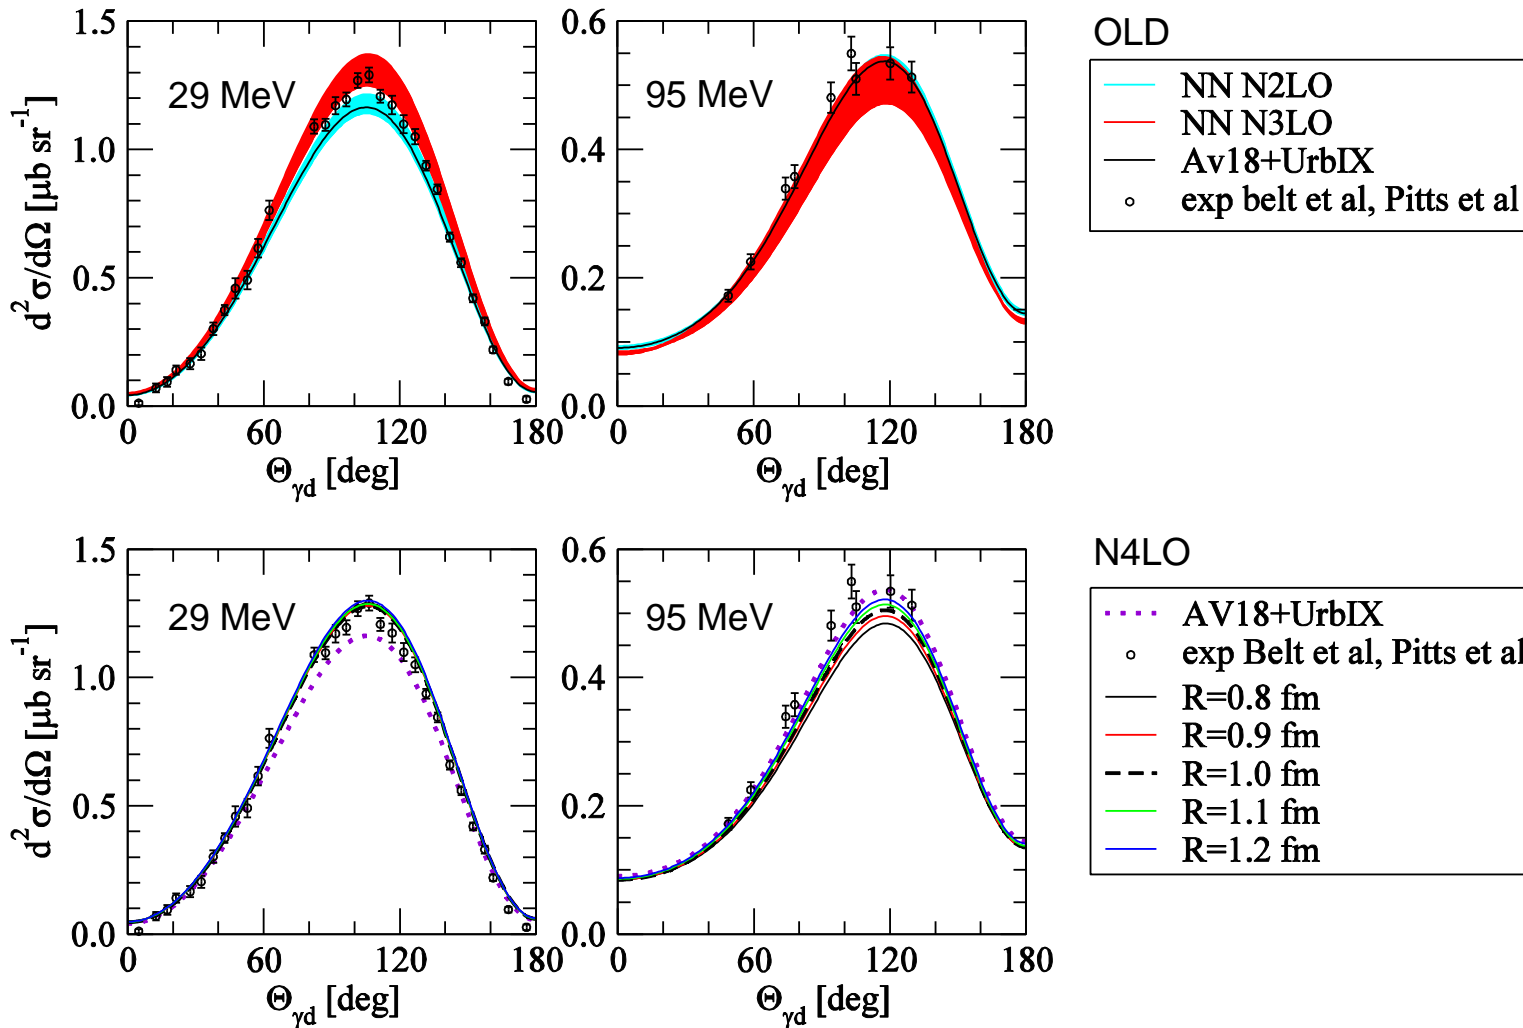 OLD
1.5
1.0
0.5
0.0
d² σ/dΩ [μb sr⁻¹]
29 MeV
0 60 120 180
Θγd [deg]
0.6
0.4
0.2
0.0
95 MeV
0 60 120 180
Θγd [deg]
NN N2LO
NN N3LO
Av18+UrbIX
exp belt et al, Pitts et al
N4LO
1.5
1.0
0.5
0.0
d² σ/dΩ [μb sr⁻¹]
29 MeV
0 60 120 180
Θγd [deg]
0.6
0.4
0.2
0.0
95 MeV
0 60 120 180
Θγd [deg]
AV18+UrbIX
exp Belt et al, Pitts et al
R=0.8 fm
R=0.9 fm
R=1.0 fm
R=1.1 fm
R=1.2 fm